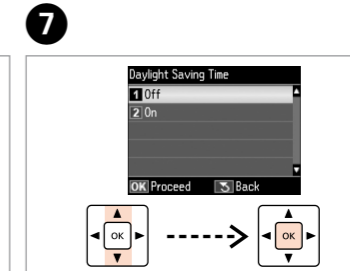 7
Daylight Saving Time
1 Off
2 On
OK Proceed Back
OK OK